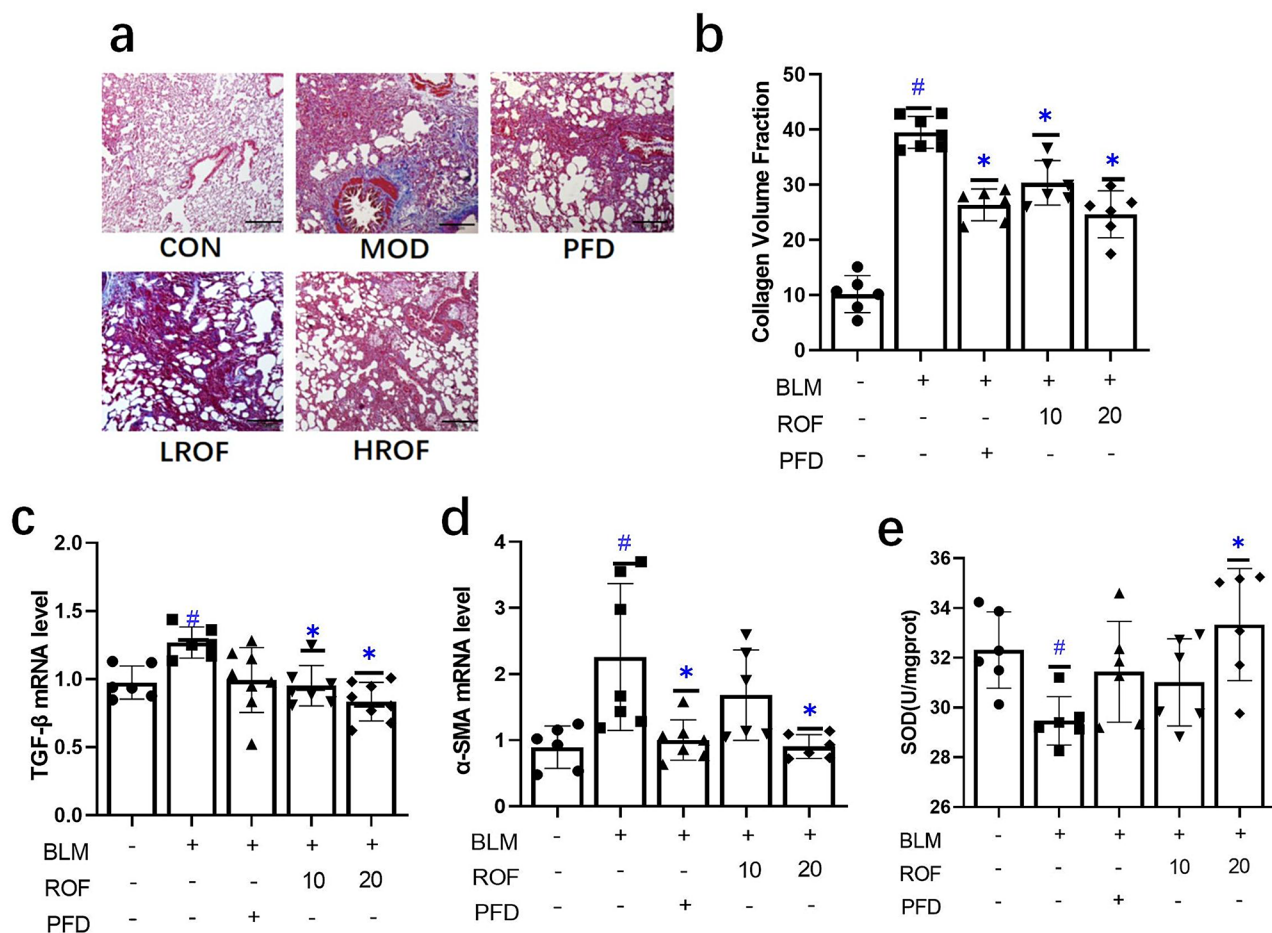 a
CON
MOD
PFD
LROF
HROF
b
Collagen Volume Fraction
50
40
30
20
10
0
#
*
*
*
BLM - + + + +
ROF - - - 10 20
PFD - - + - -
c
TGF-β mRNA level
2.0
1.5
1.0
0.5
0.0
#
*
*
BLM - + + + +
ROF - - - 10 20
PFD - - + - -
d
α-SMA mRNA level
4
3
2
1
0
#
*
*
BLM - + + + +
ROF - - - 10 20
PFD - - + - -
e
SOD(U/mgprot)
36
34
32
30
28
26
#
*
BLM - + + + +
ROF - - - 10 20
PFD - - + - -